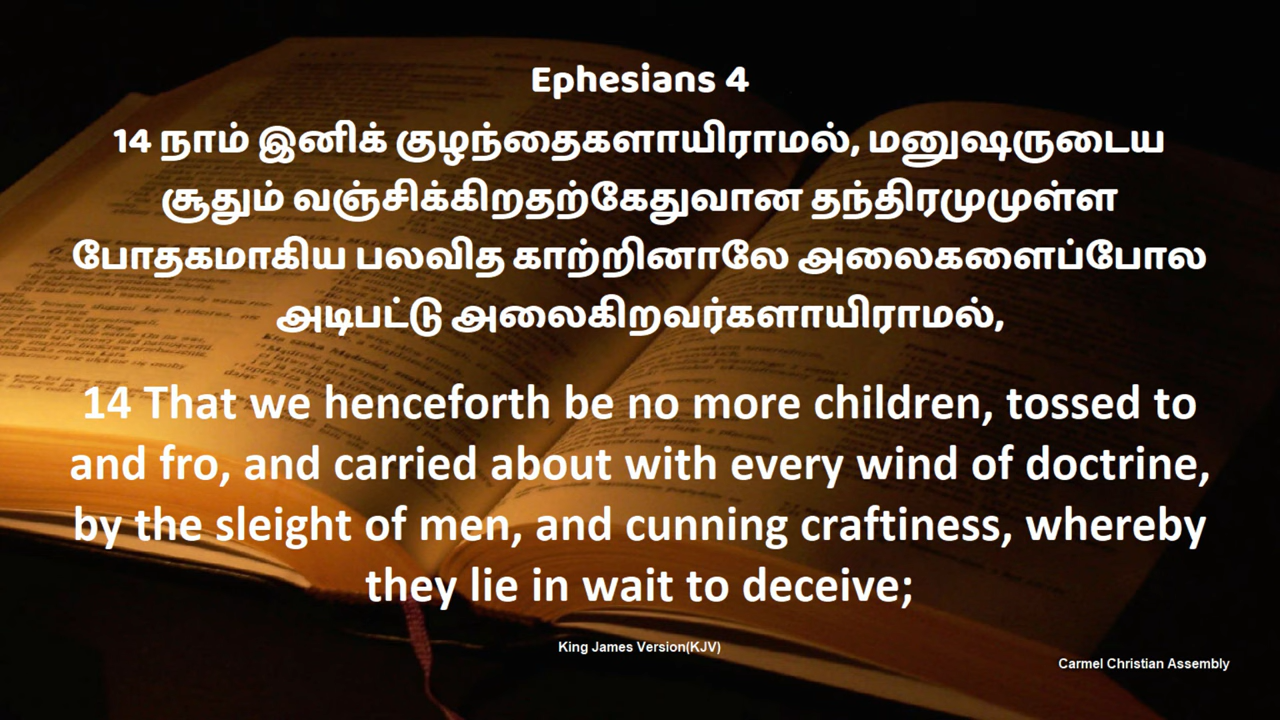 Ephesians 4
14 நாம் இனிக் குழந்தைகளாயிராமல், மனுஷருடைய
சூதும் வஞ்சிக்கிறதற்கேதுவான தந்திரமுமுள்ள
போதகமாகிய பலவித காற்றினாலே அலைகளைப்போல
அடிபட்டு அலைகிறவர்களாயிராமல்,
14 That we henceforth be no more children, tossed to
and fro, and carried about with every wind of doctrine,
by the sleight of men, and cunning craftiness, whereby
they lie in wait to deceive;
King James Version(KJV)
Carmel Christian Assembly